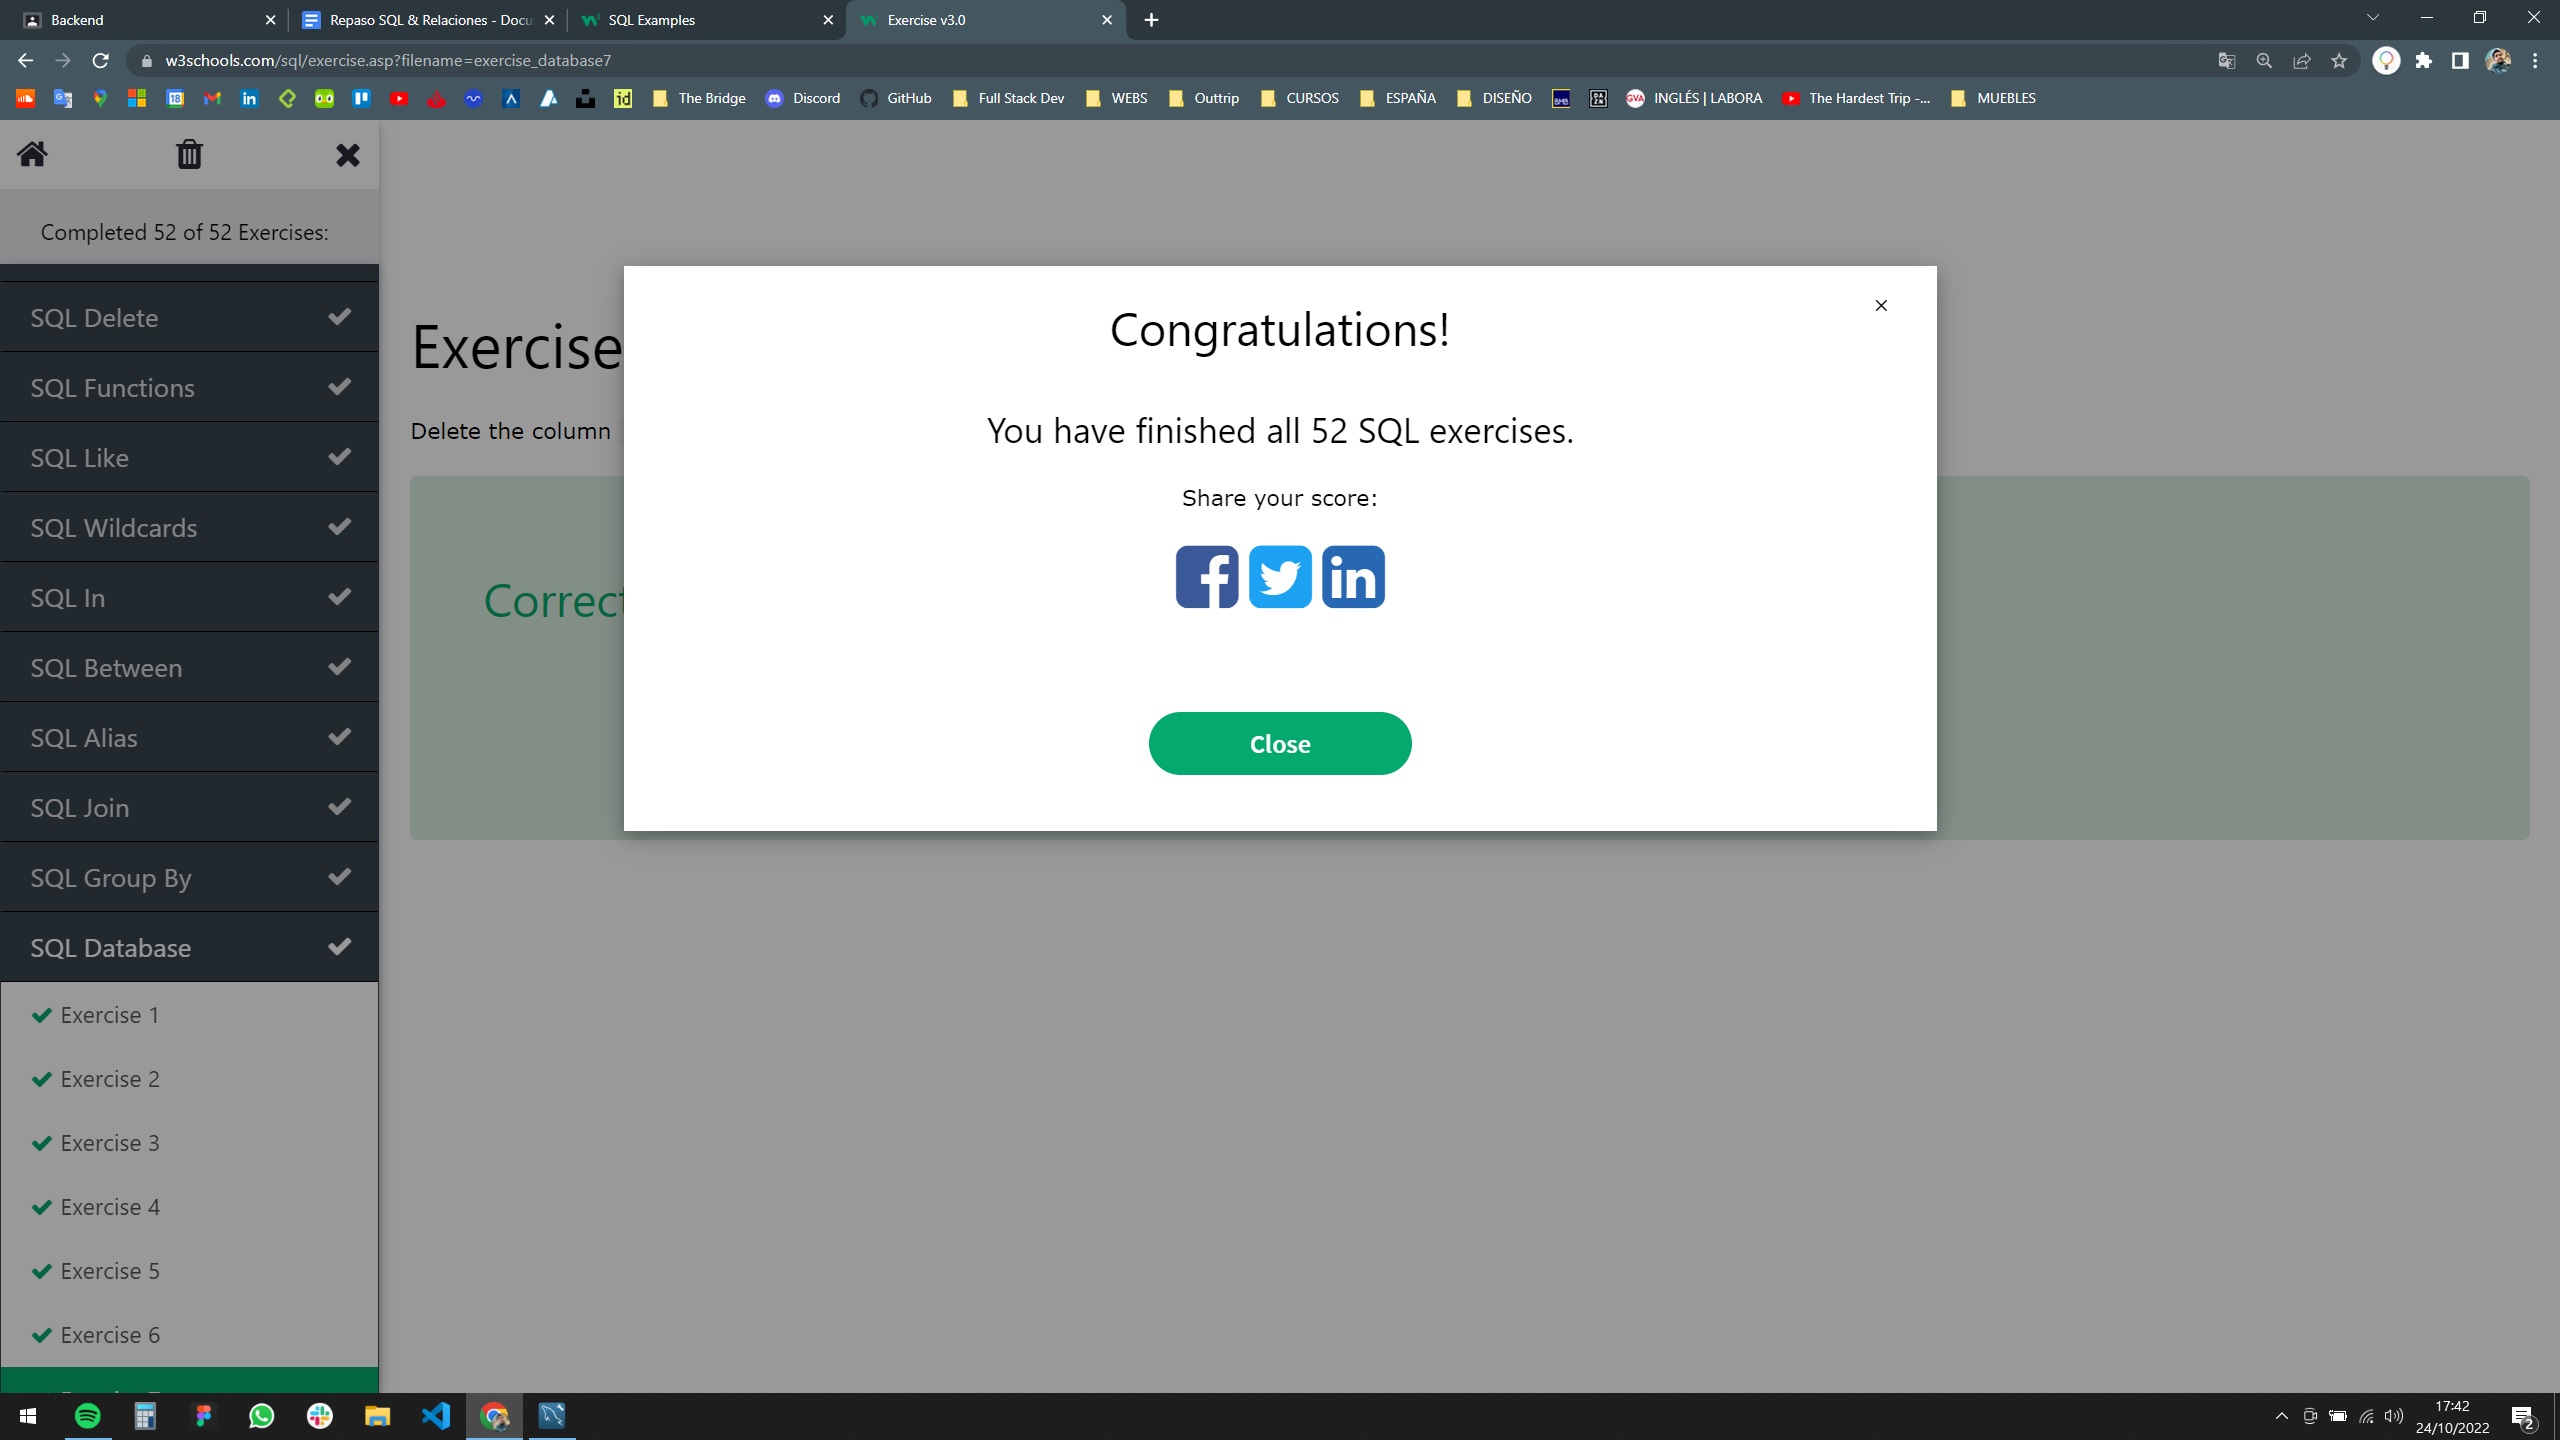 Backend
Repaso SQL & Relaciones - Docu
SQL Examples
Exercise v3.0
w3schools.com/sql/exercise.asp?filename=exercise_database7
The Bridge
Discord
GitHub
Full Stack Dev
WEBS
Outtrip
CURSOS
ESPAÑA
DISEÑO
INGLÉS | LABORA
The Hardest Trip -...
MUEBLES
Completed 52 of 52 Exercises:
SQL Delete
SQL Functions
SQL Like
SQL Wildcards
SQL In
SQL Between
SQL Alias
SQL Join
SQL Group By
SQL Database
Exercise 1
Exercise 2
Exercise 3
Exercise 4
Exercise 5
Exercise 6
Exercise
Delete the column
Correct
Congratulations!
You have finished all 52 SQL exercises.
Share your score:
Close
17:42
24/10/2022
2